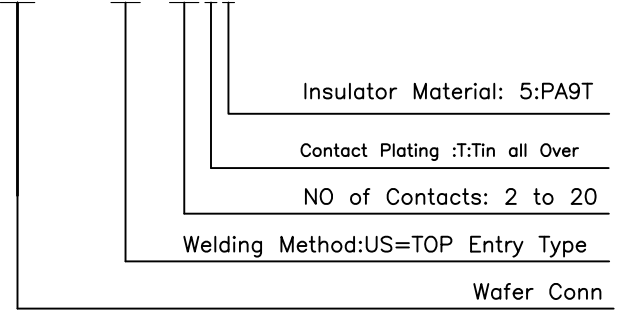 Insulator Material: 5:PA9T
Contact Plating :T:Tin all Over
NO of Contacts: 2 to 20
Welding Method:US=TOP Entry Type
Wafer Conn